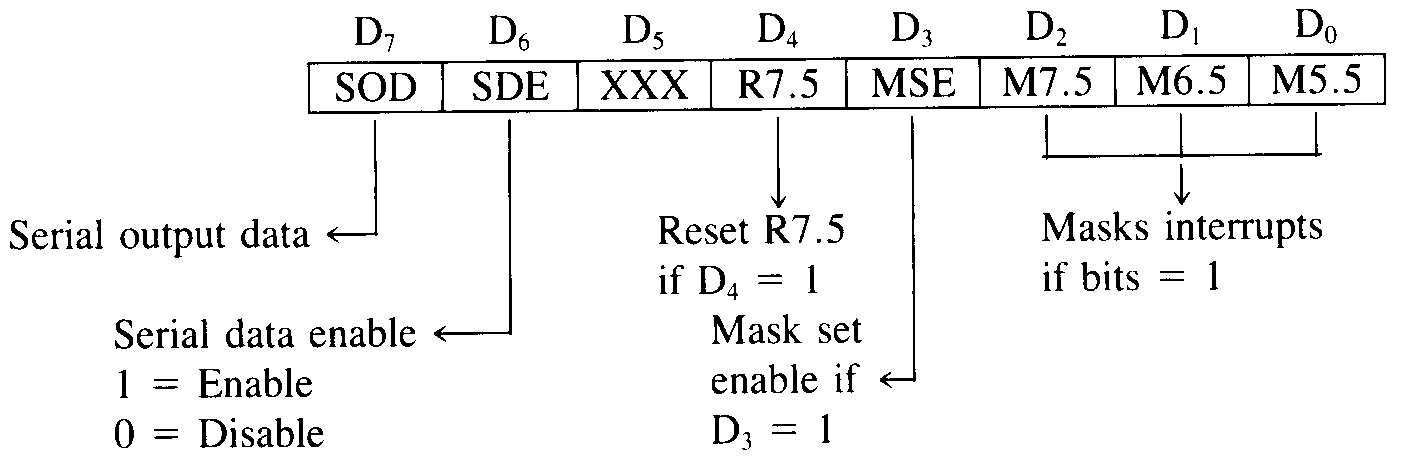 D₇ D₆ D₅ D₄ D₃ D₂ D₁ D₀
SOD SDE XXX R7.5 MSE M7.5 M6.5 M5.5
Serial output data
Reset R7.5
if D₄ = 1
Masks interrupts
if bits = 1
Serial data enable
1 = Enable
0 = Disable
Mask set
enable if
D₃ = 1